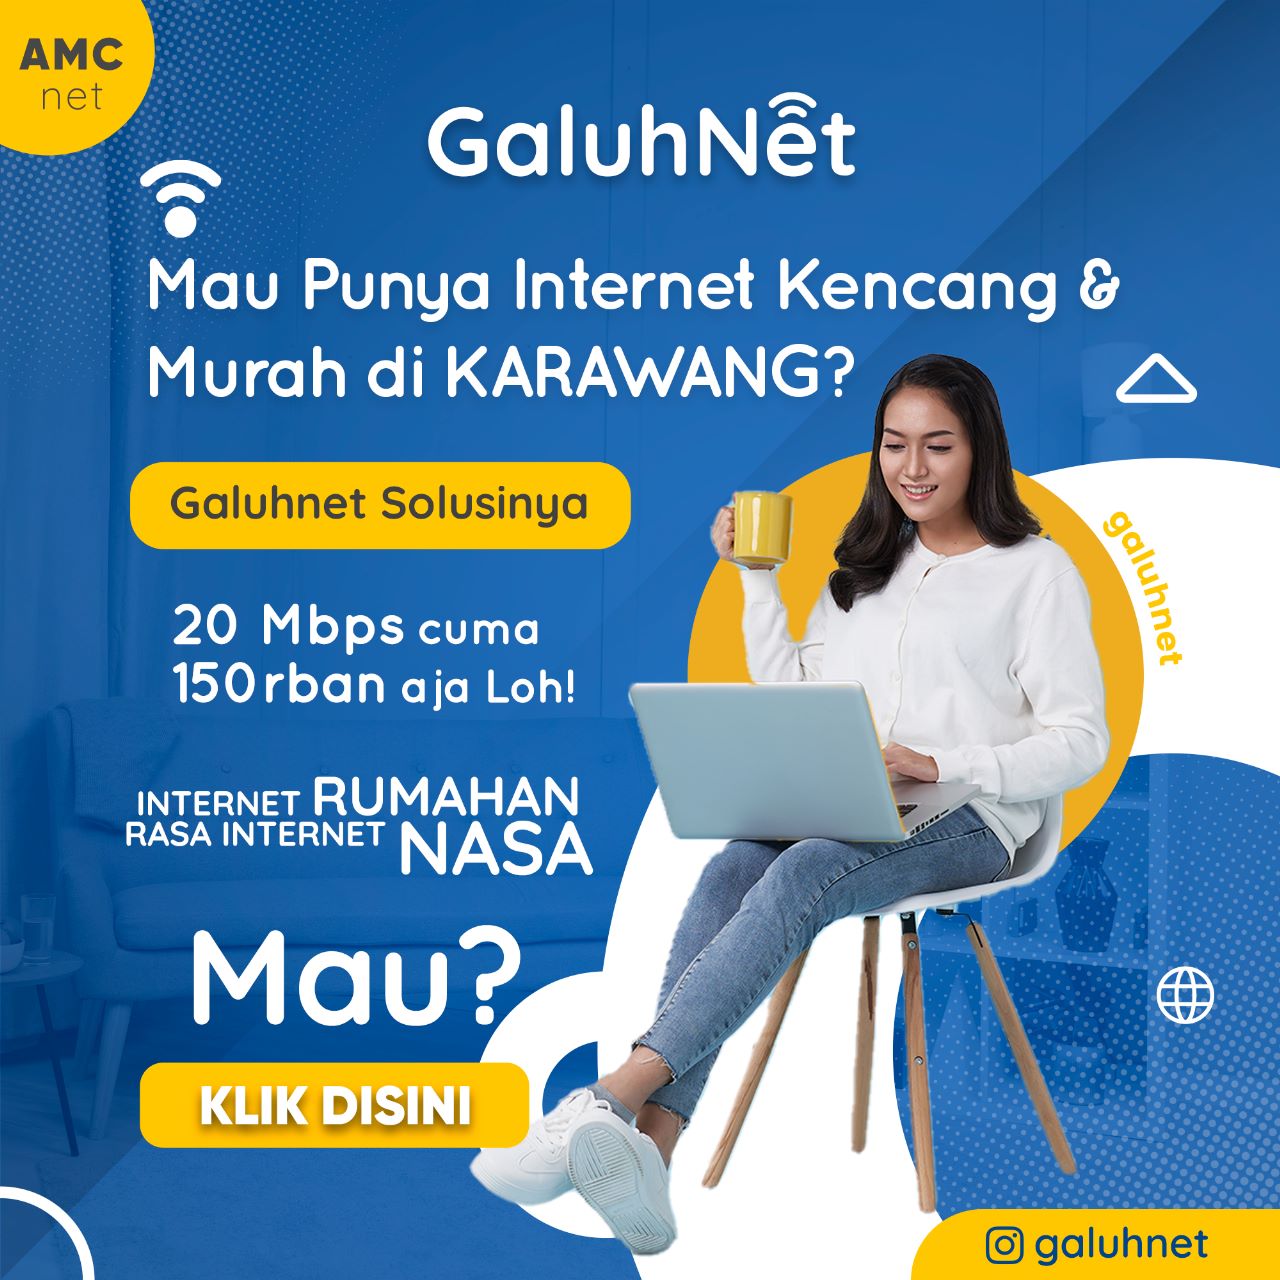 AMC
net
GaluhNet
Mau Punya Internet Kencang &
Murah di KARAWANG?
Galuhnet Solusinya
galuhnet
20 Mbps cuma
150rban aja Loh!
INTERNET RUMAHAN
RASA INTERNET NASA
Mau?
KLIK DISINI
galuhnet